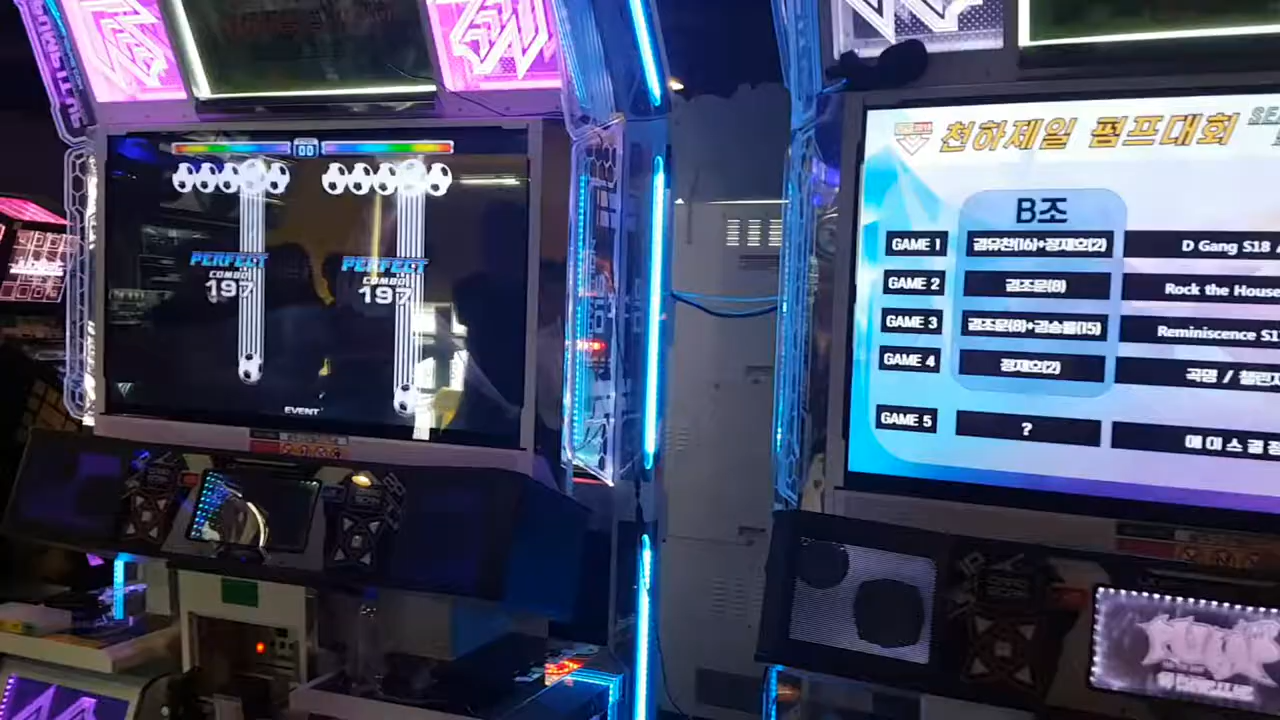 00
PERFECT
COMBO
197
PERFECT
COMBO
197
EVENT
천하제일 펌프대회
B조
GAME 1 김유찬(16)+정재호(2) D Gang S18
GAME 2 김조문(8) Rock the House
GAME 3 김조문(8)+김승률(15) Reminiscence S1
GAME 4 정재호(2) 곡명 / 챌린지
GAME 5 ? 에이스결정